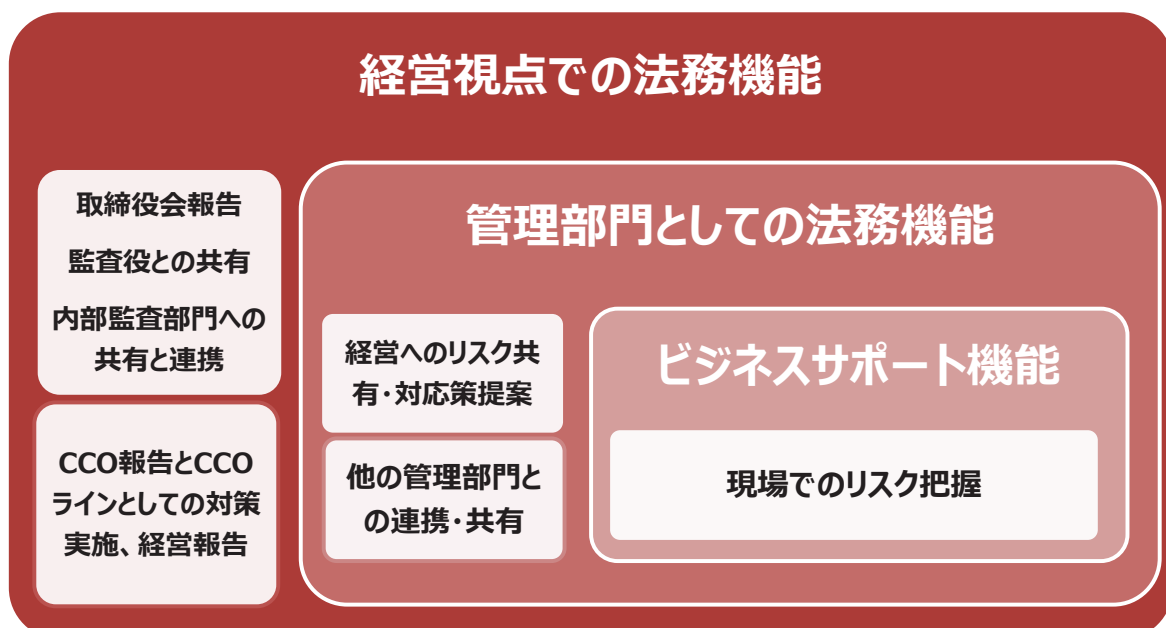 経営視点での法務機能
取締役会報告
監査役との共有
内部監査部門への
共有と連携
CCO報告とCCO
ラインとしての対策
実施、経営報告
管理部門としての法務機能
経営へのリスク共
有・対応策提案
他の管理部門と
の連携・共有
ビジネスサポート機能
現場でのリスク把握